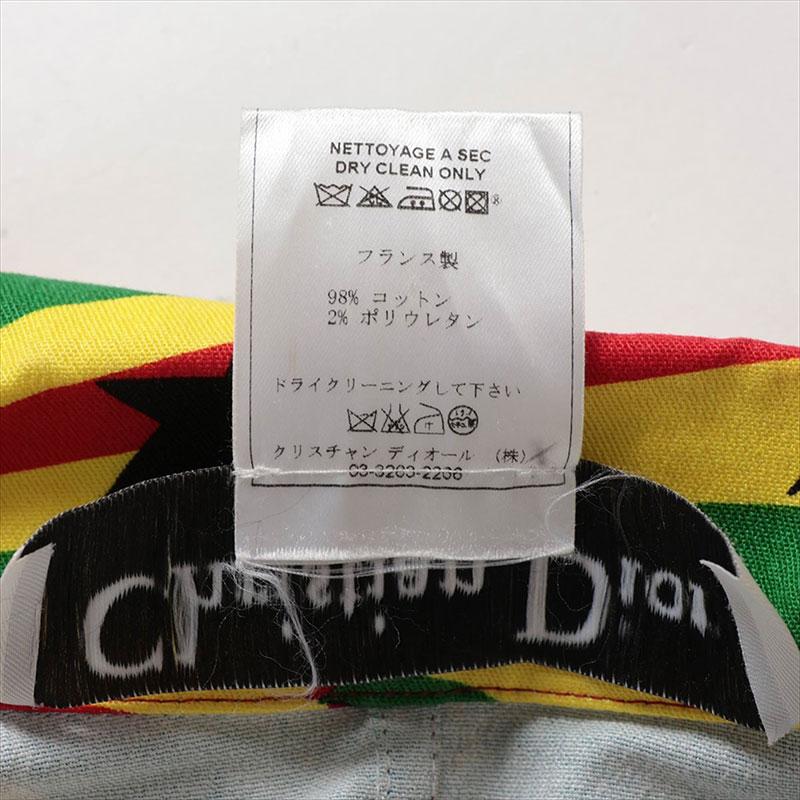 NETTOYAGE A SEC
DRY CLEAN ONLY
フランス製
98% コットン
2% ポリウレタン
ドライクリーニングして下さい
クリスチャン ディオール (株)
03-3263-2266
Christian Dior